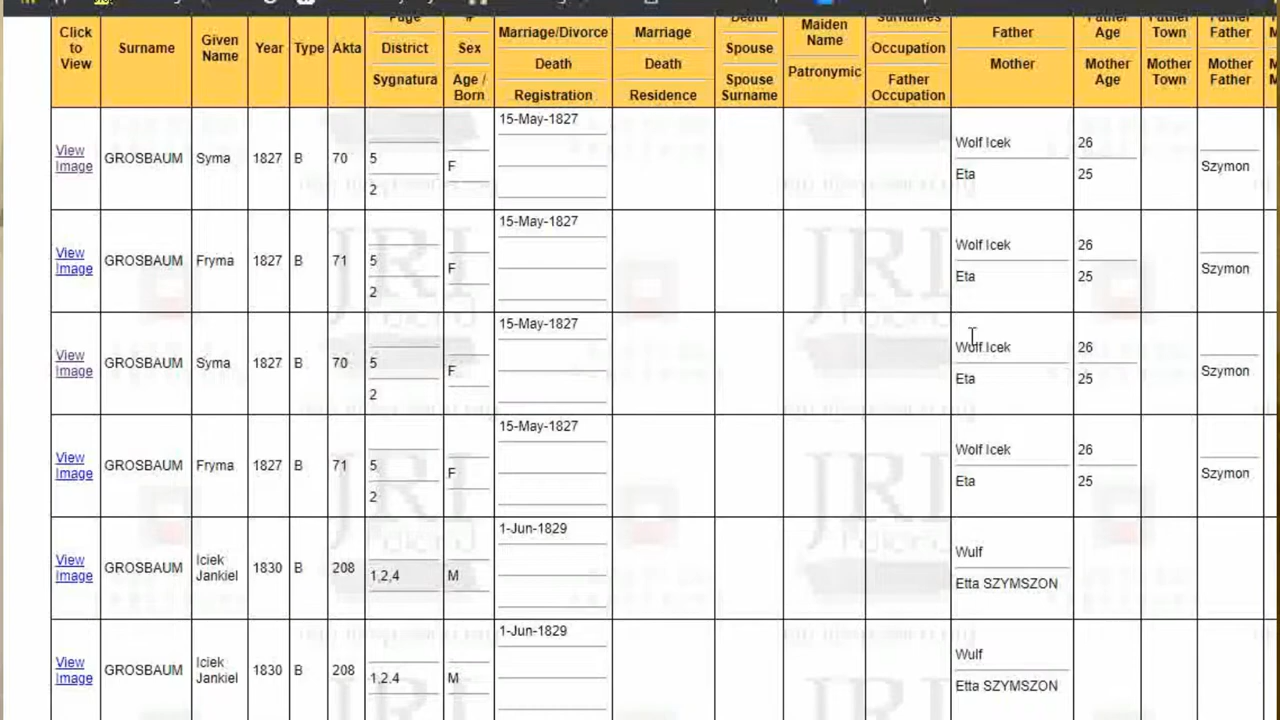 Page # Death Surnames Father Father Father
Click to View Surname Given Name Year Type Akta District Sex Marriage/Divorce Marriage Spouse Maiden Name Occupation Father Age Town Father
Sygnatura Age / Born Death Death Spouse Surname Patronymic Father Occupation Mother Mother Age Mother Town Mother Father
Registration Residence
15-May-1827
View Image GROSBAUM Syma 1827 B 70 5 F Wolf Icek 26
2 Eta 25 Szymon
15-May-1827
View Image GROSBAUM Fryma 1827 B 71 5 F Wolf Icek 26
2 Eta 25 Szymon
15-May-1827
View Image GROSBAUM Syma 1827 B 70 5 F Wolf Icek 26
2 Eta 25 Szymon
15-May-1827
View Image GROSBAUM Fryma 1827 B 71 5 F Wolf Icek 26
2 Eta 25 Szymon
1-Jun-1829
View Image GROSBAUM Iciek Jankiel 1830 B 208 1,2,4 M Wulf
Etta SZYMSZON
1-Jun-1829
View Image GROSBAUM Iciek Jankiel 1830 B 208 1,2,4 M Wulf
Etta SZYMSZON